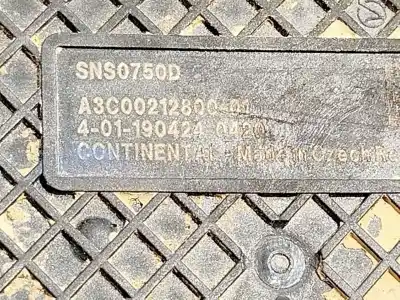 SNS0750D
A3C00212800-01
4-01-190424 0420
CONTINENTAL Made in Czech Re